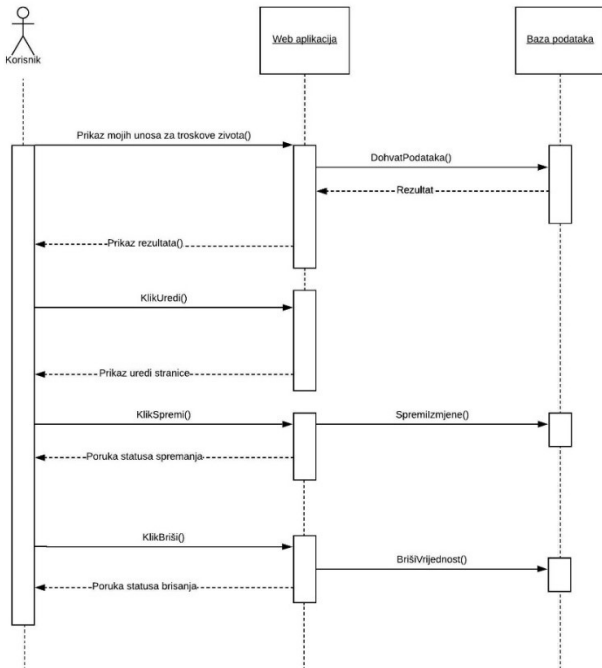 Korisnik
Web aplikacija
Baza podataka
Prikaz mojih unosa za troskove zivota()
DohvatPodataka()
Rezultat
Prikaz rezultata()
KlikUredi()
Prikaz uredi stranice
KlikSpremi()
SpremiIzmjene()
Poruka statusa spremanja
KlikBriši()
BrišiVrijednost()
Poruka statusa brisanja